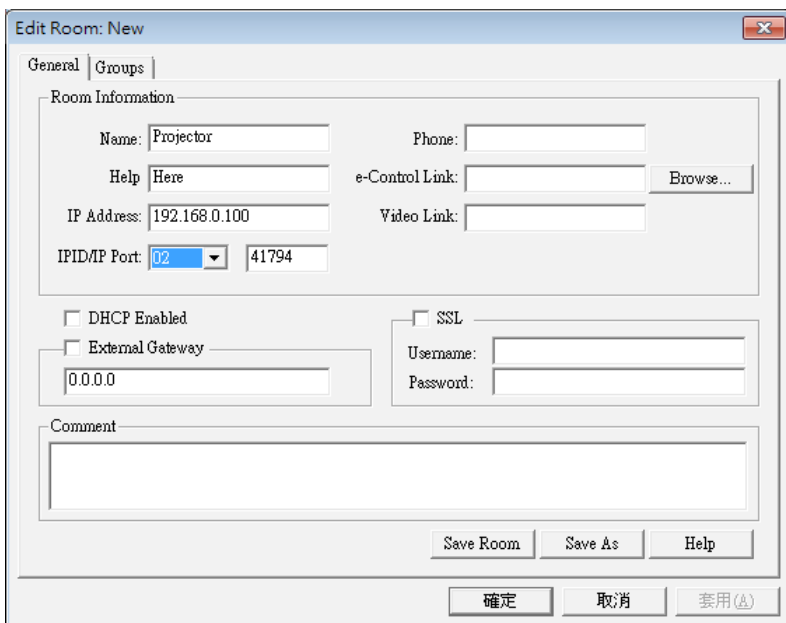 Edit Room: New
General Groups
Room Information
Name: Projector Phone:
Help Here e-Control Link: Browse...
IP Address: 192.168.0.100 Video Link:
IPID/IP Port: 02 41794
DHCP Enabled SSL
External Gateway Username:
0.0.0.0 Password:
Comment
Save Room Save As Help
確定 取消 套用(A)